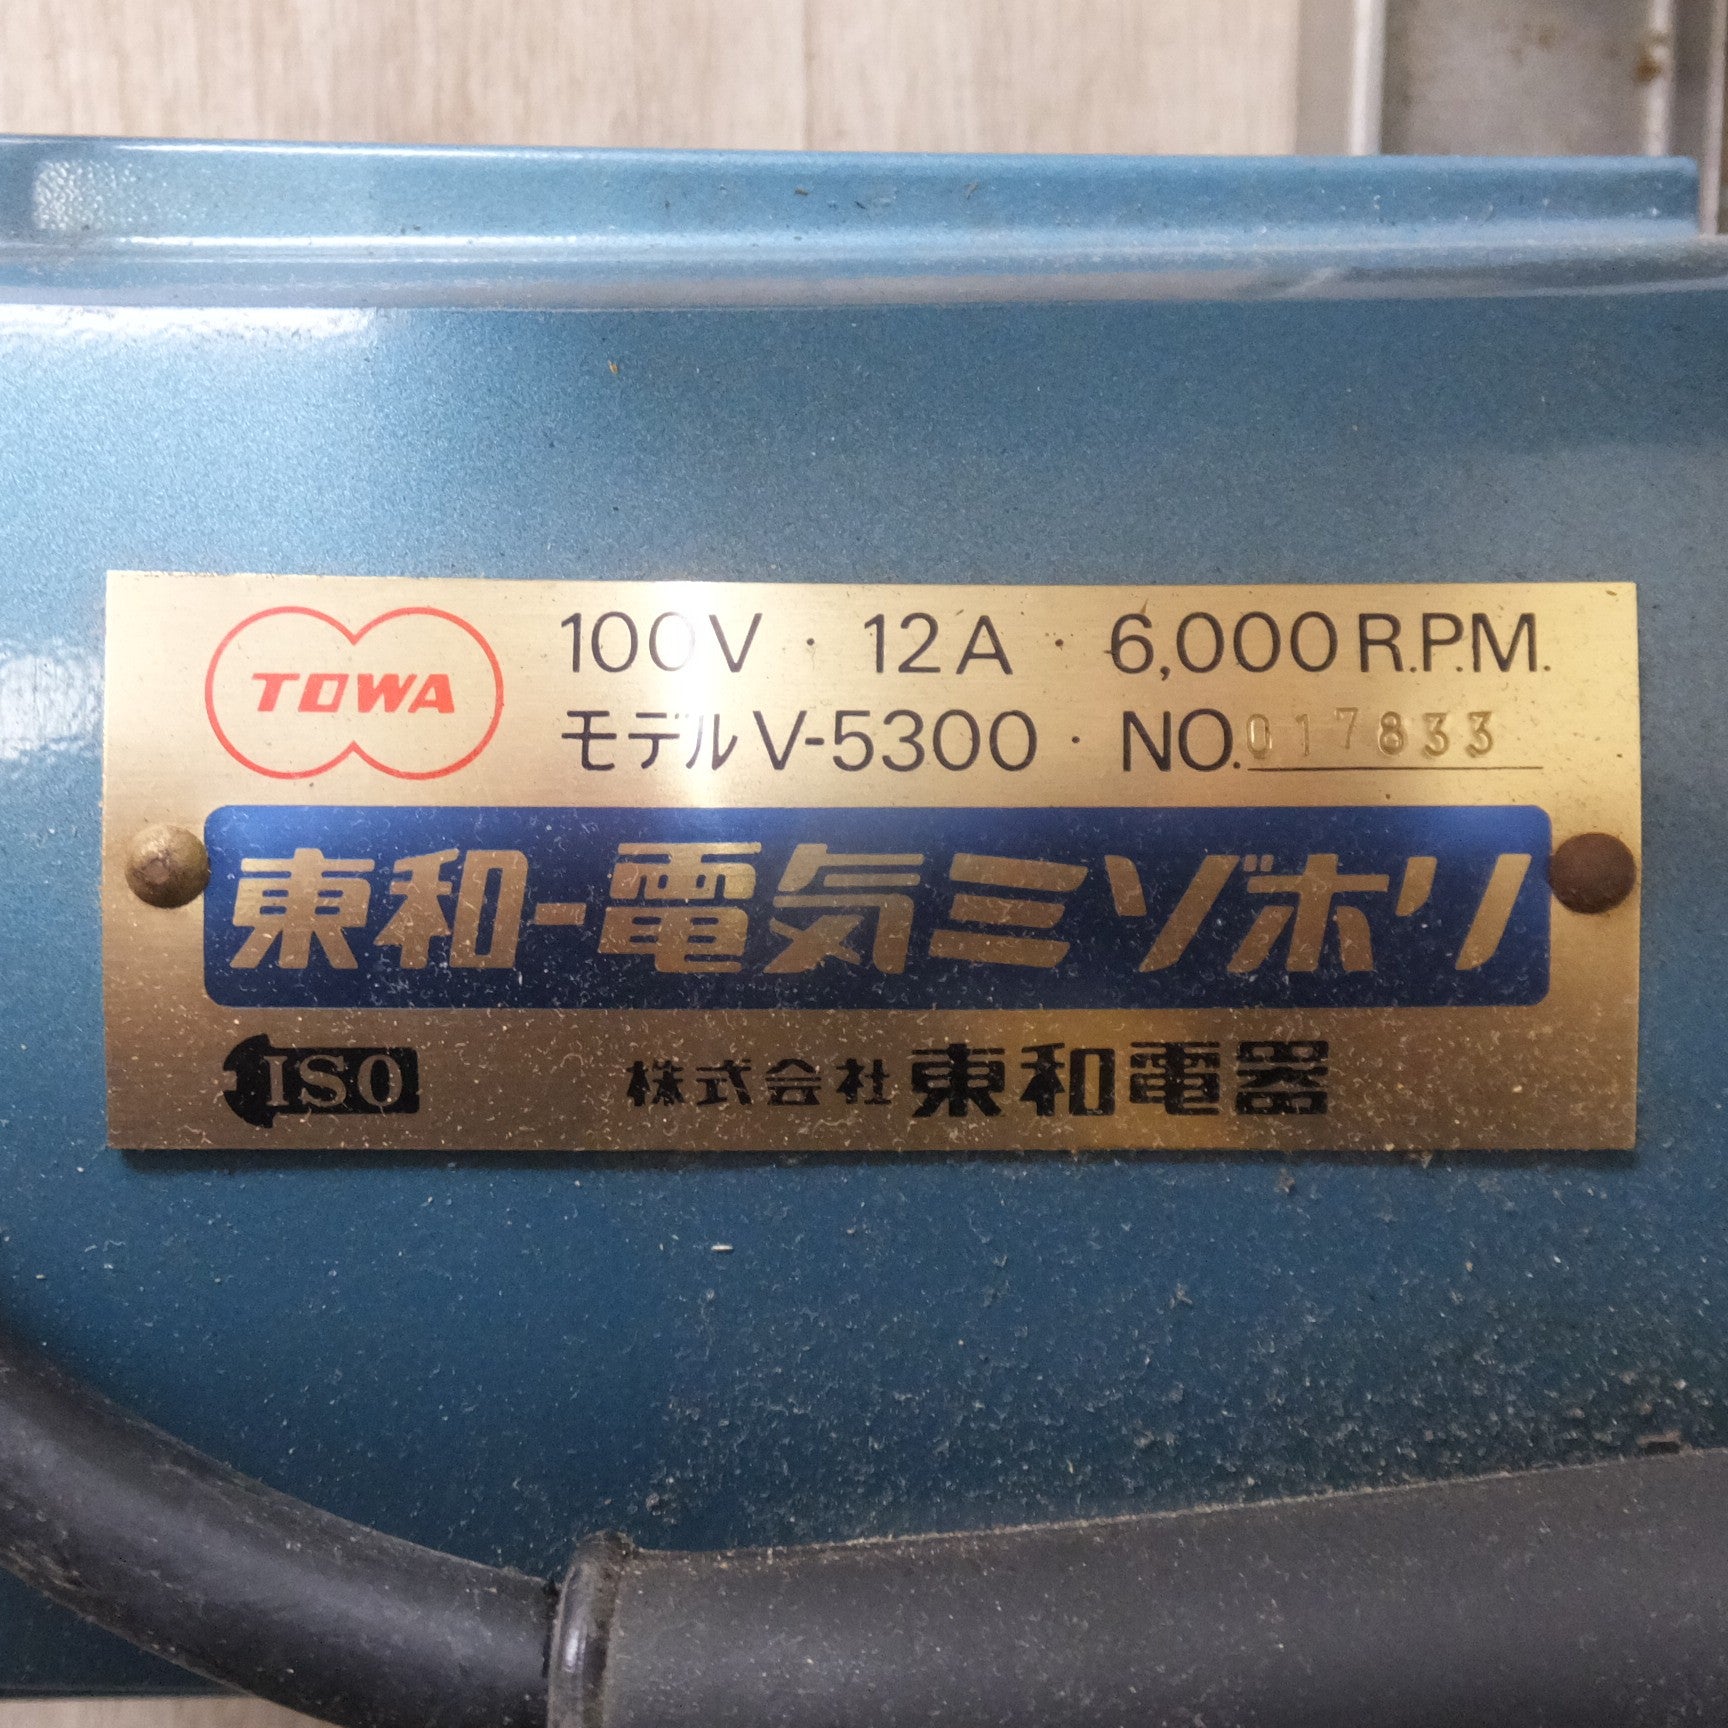 TOWA
100V · 12A · 6,000 R.P.M.
モデル V-5300 · NO. 017833
東和-電気ミゾホリ
ISO
株式会社 東和電器